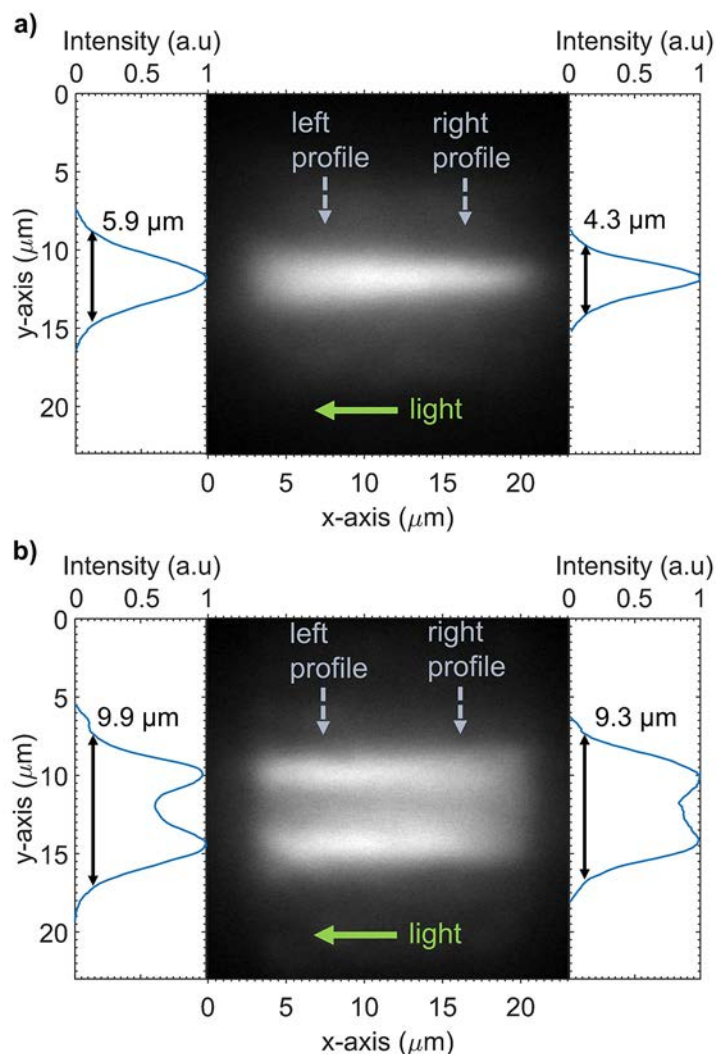 a)
Intensity (a.u)
Intensity (a.u)
0 0.5 1
0 0.5 1
0
5
10
15
20
y-axis (μm)
5.9 μm
left
profile
right
profile
4.3 μm
light
0 5 10 15 20
x-axis (μm)
b)
Intensity (a.u)
Intensity (a.u)
0 0.5 1
0 0.5 1
0
5
10
15
20
y-axis (μm)
9.9 μm
left
profile
right
profile
9.3 μm
light
0 5 10 15 20
x-axis (μm)